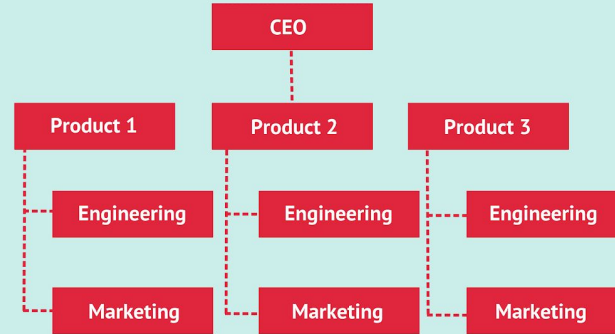 CEO
Product 1
Product 2
Product 3
Engineering
Engineering
Engineering
Marketing
Marketing
Marketing